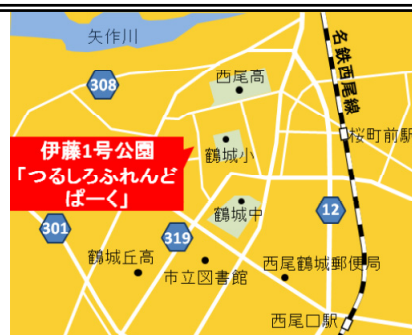 矢作川
名鉄西尾線
308
西尾高
桜町前駅
伊藤1号公園
「つるしろふれんど
ぱーく」
鶴城小
鶴城中
12
301
319
鶴城丘高
市立図書館
西尾鶴城郵便局
西尾口駅